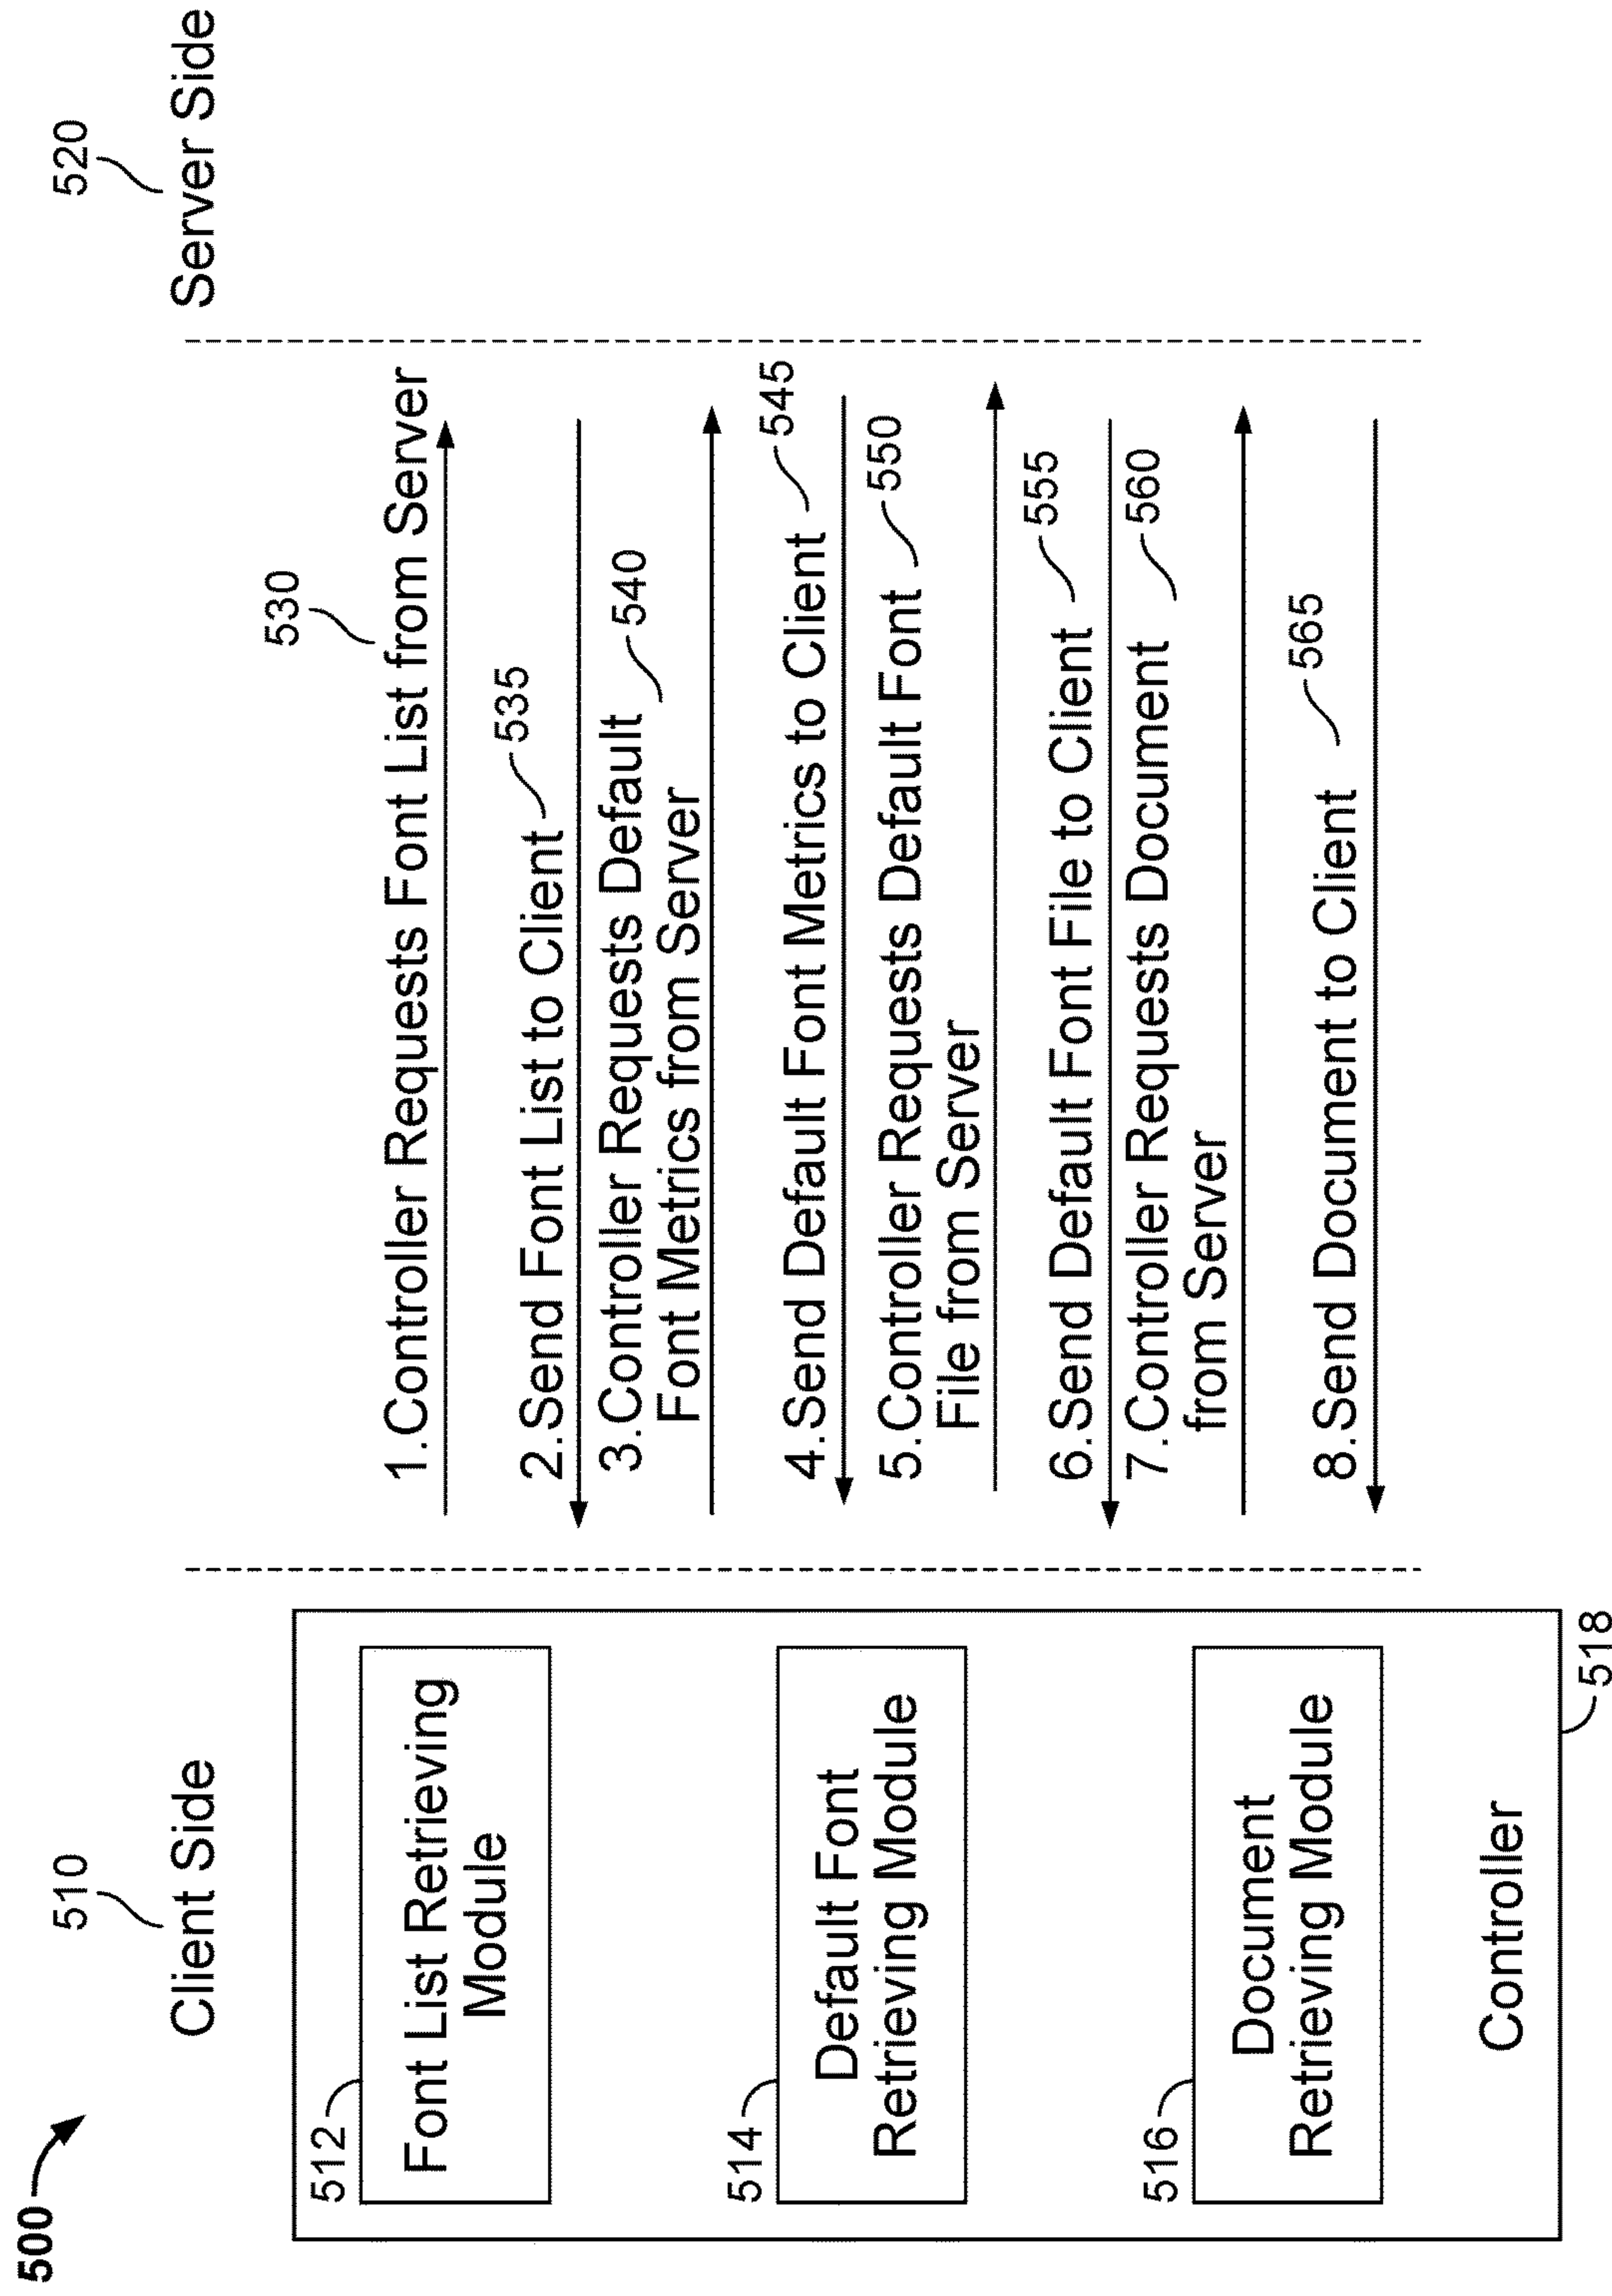 500
510
Client Side
520
Server Side
512
Font List Retrieving
Module
514
Default Font
Retrieving Module
516
Document
Retrieving Module
Controller
518
530
1.Controller Requests Font List from Server
535
2.Send Font List to Client
540
3.Controller Requests Default
Font Metrics from Server
545
4.Send Default Font Metrics to Client
550
5.Controller Requests Default Font
File from Server
555
6.Send Default Font File to Client
560
7.Controller Requests Document
from Server
565
8.Send Document to Client